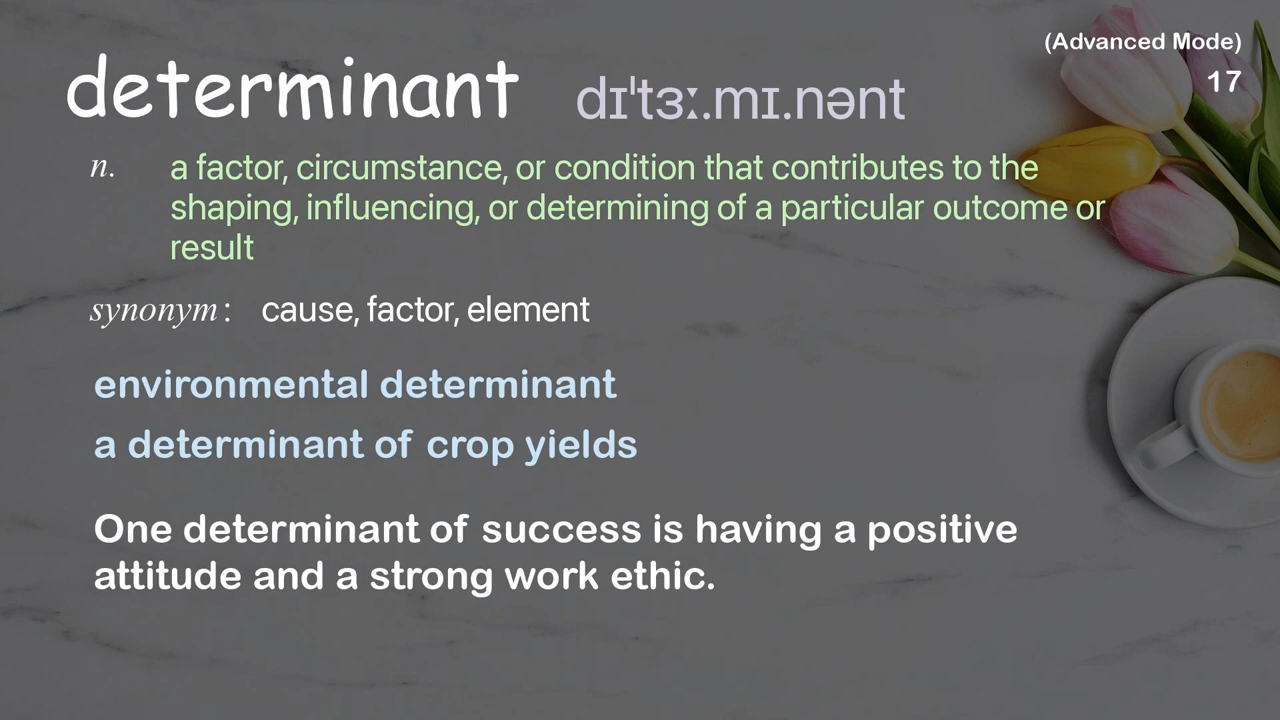 (Advanced Mode)
17
determinant dɪˈtɜː.mɪ.nənt
n. a factor, circumstance, or condition that contributes to the
shaping, influencing, or determining of a particular outcome or
result
synonym: cause, factor, element
environmental determinant
a determinant of crop yields
One determinant of success is having a positive
attitude and a strong work ethic.